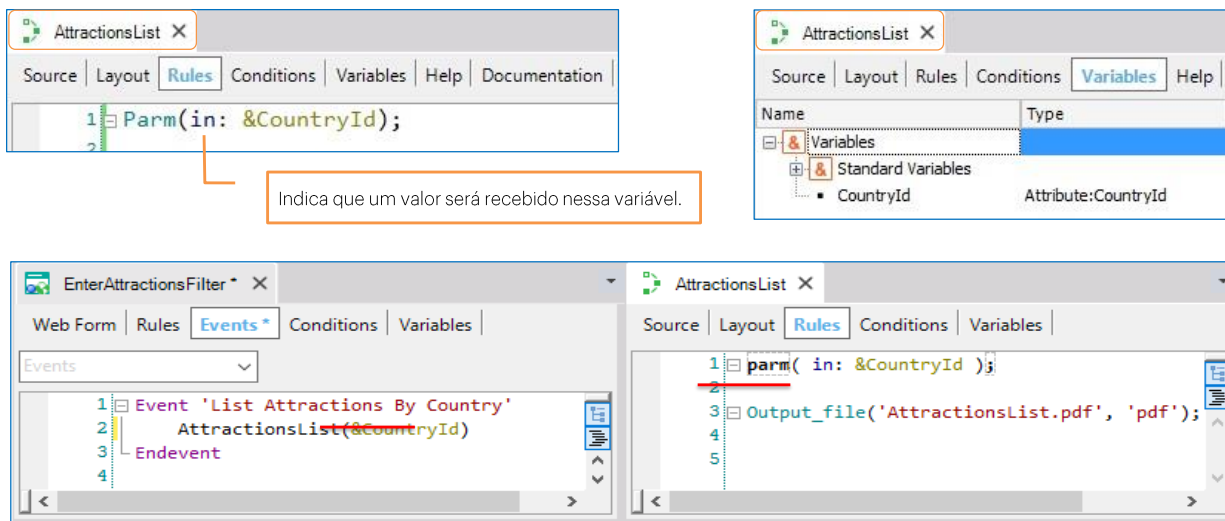 AttractionsList
Source Layout Rules Conditions Variables Help Documentation
1 Parm(in: &CountryId);
2
Indica que um valor será recebido nessa variável.
AttractionsList
Source Layout Rules Conditions Variables Help
Name Type
& Variables
& Standard Variables
CountryId Attribute:CountryId
EnterAttractionsFilter *
Web Form Rules Events * Conditions Variables
Events
1 Event 'List Attractions By Country'
2 AttractionsList(&CountryId)
3 Endevent
4
AttractionsList
Source Layout Rules Conditions Variables
1 parm( in: &CountryId );
2
3 Output_file('AttractionsList.pdf', 'pdf');
4
5